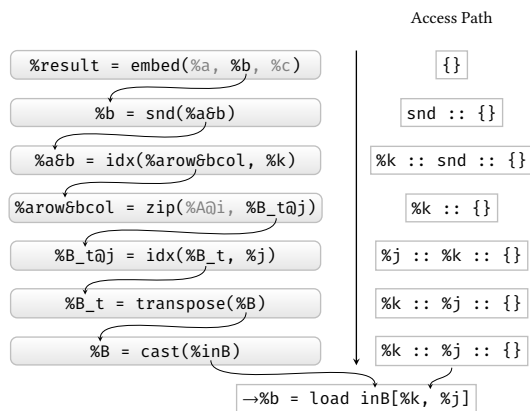 Access Path
%result = embed(%a, %b, %c) {}
%b = snd(%a&b) snd :: {}
%a&b = idx(%arow&bcol, %k) %k :: snd :: {}
%arow&bcol = zip(%A@i, %B_t@j) %k :: {}
%B_t@j = idx(%B_t, %j) %j :: %k :: {}
%B_t = transpose(%B) %k :: %j :: {}
%B = cast(%inB) %k :: %j :: {}
→%b = load inB[%k, %j]